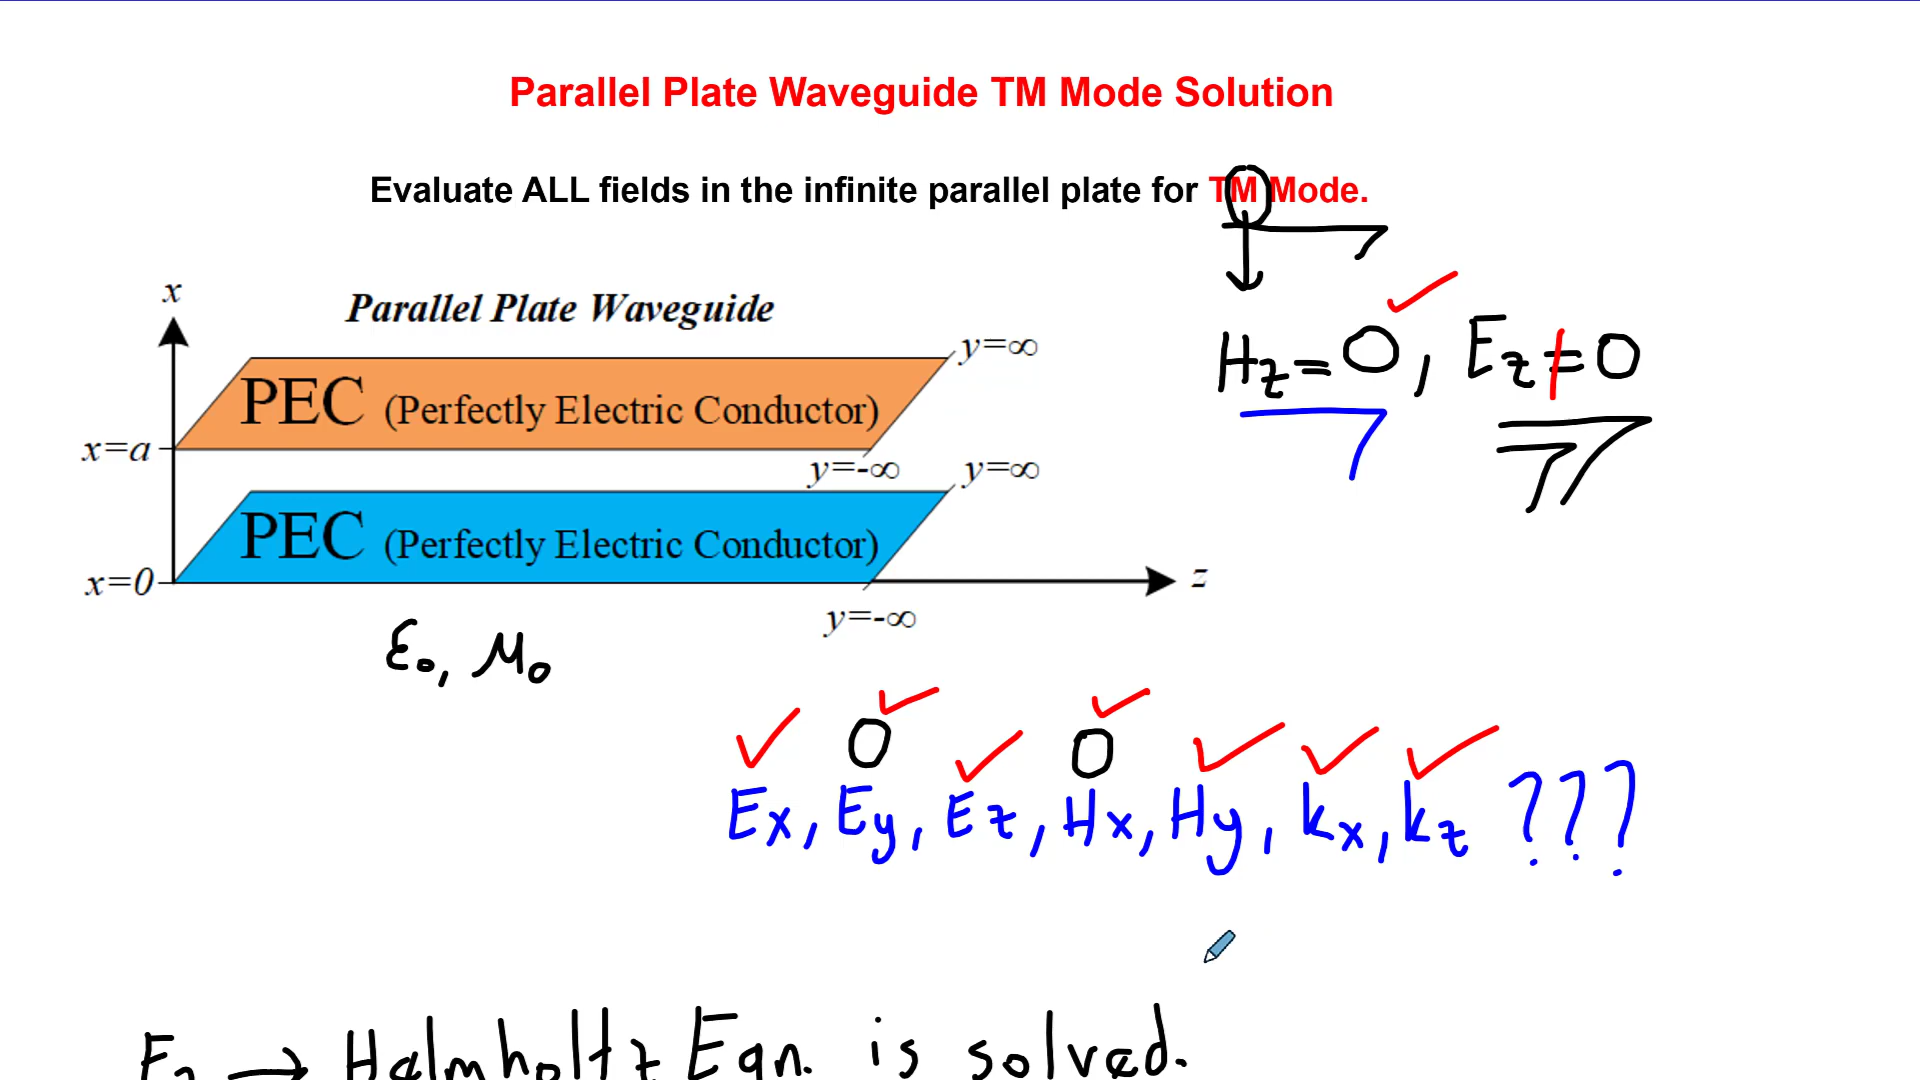 Parallel Plate Waveguide TM Mode Solution
Evaluate ALL fields in the infinite parallel plate for TM Mode.
x
Parallel Plate Waveguide
y=∞
PEC (Perfectly Electric Conductor)
x=a
y=-∞
y=∞
PEC (Perfectly Electric Conductor)
x=0
z
y=-∞
Hz=0, Ez≠0
ε0, μ0
0 0
Ex, Ey, Ez, Hx, Hy, kx, kz ???
Ez → Halmholtz Eqn. is solved.